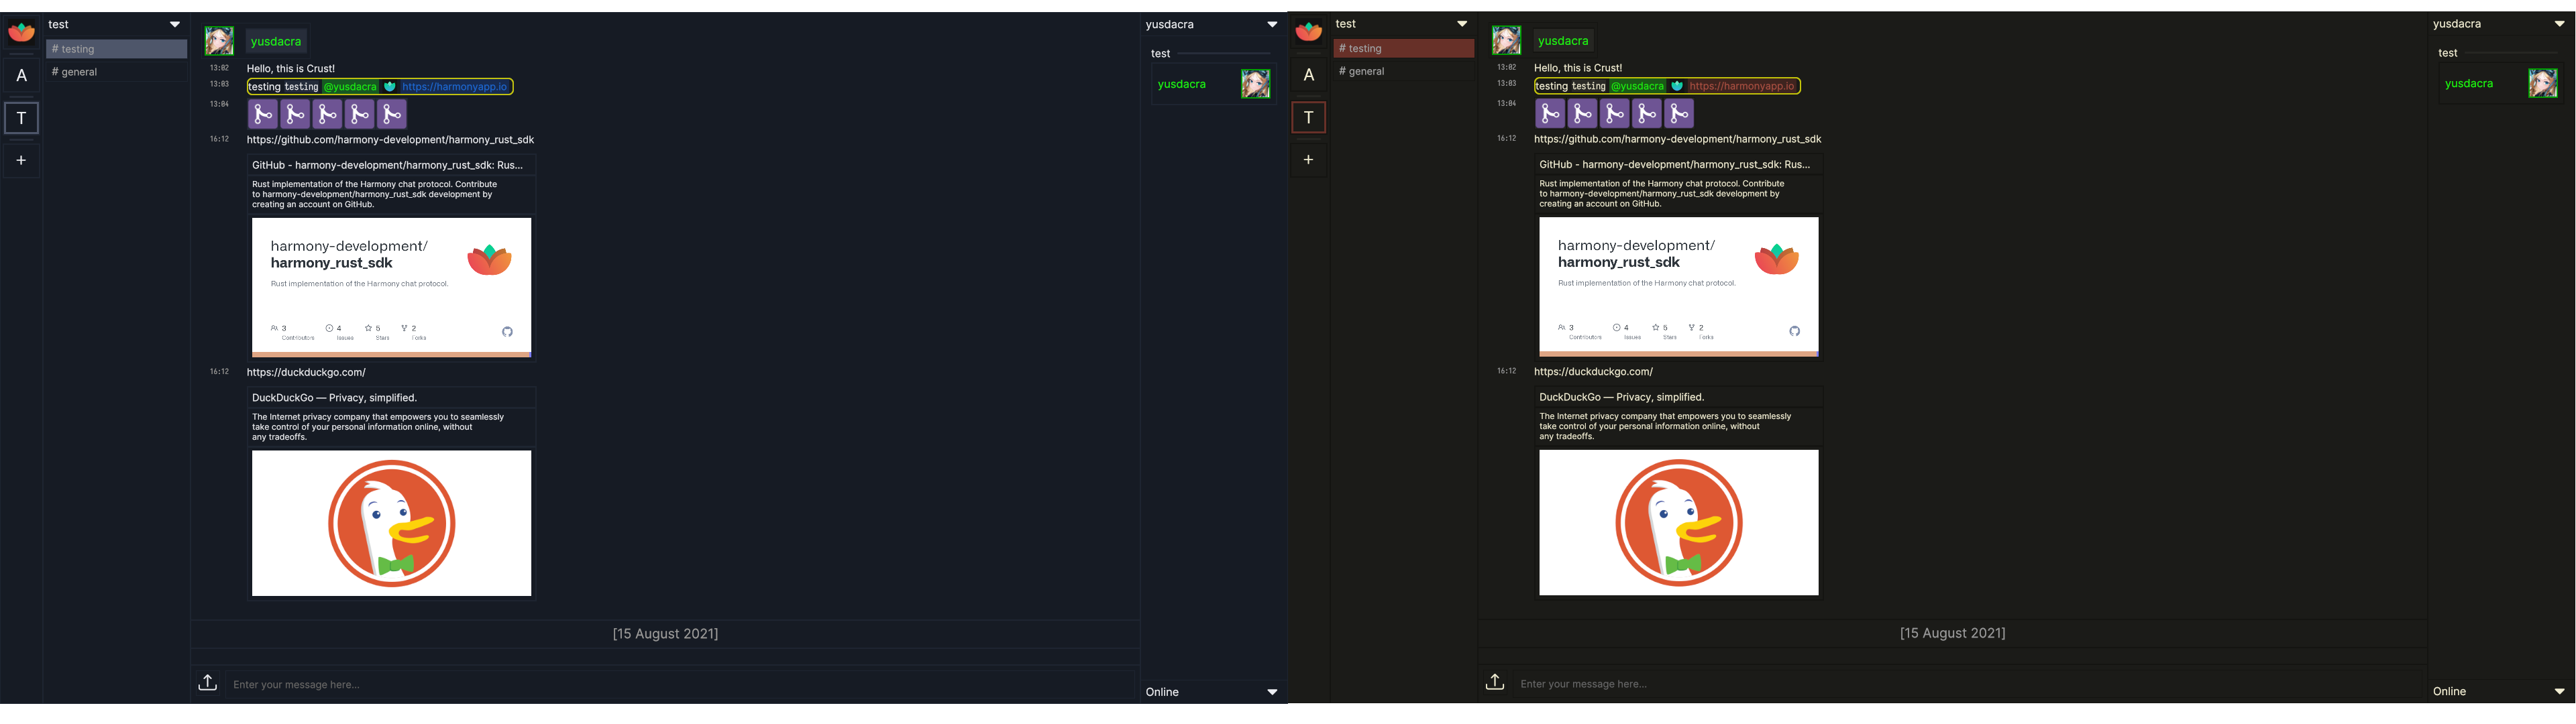 test
# testing
# general
A
T
+
yusdacra
13:02 Hello, this is Crust!
13:03 testing testing @yusdacra https://harmonyapp.io
13:04
https://github.com/harmony-development/harmony_rust_sdk
GitHub - harmony-development/harmony_rust_sdk: Rus...
Rust implementation of the Harmony chat protocol. Contribute
to harmony-development/harmony_rust_sdk development by
creating an account on GitHub.
harmony-development/
harmony_rust_sdk
Rust implementation of the Harmony chat protocol.
3 4 5 2
Contributors Issues Stars Forks
16:12 https://duckduckgo.com/
DuckDuckGo — Privacy, simplified.
The Internet privacy company that empowers you to seamlessly
take control of your personal information online, without
any tradeoffs.
[15 August 2021]
Enter your message here...
yusdacra
test
yusdacra
Online
test
# testing
# general
A
T
+
yusdacra
13:02 Hello, this is Crust!
13:03 testing testing @yusdacra https://harmonyapp.io
13:04
16:12 https://github.com/harmony-development/harmony_rust_sdk
GitHub - harmony-development/harmony_rust_sdk: Rus...
Rust implementation of the Harmony chat protocol. Contribute
to harmony-development/harmony_rust_sdk development by
creating an account on GitHub.
harmony-development/
harmony_rust_sdk
Rust implementation of the Harmony chat protocol.
3 4 5 2
Contributors Issues Stars Forks
16:12 https://duckduckgo.com/
DuckDuckGo — Privacy, simplified.
The Internet privacy company that empowers you to seamlessly
take control of your personal information online, without
any tradeoffs.
[15 August 2021]
Enter your message here...
yusdacra
test
yusdacra
Online